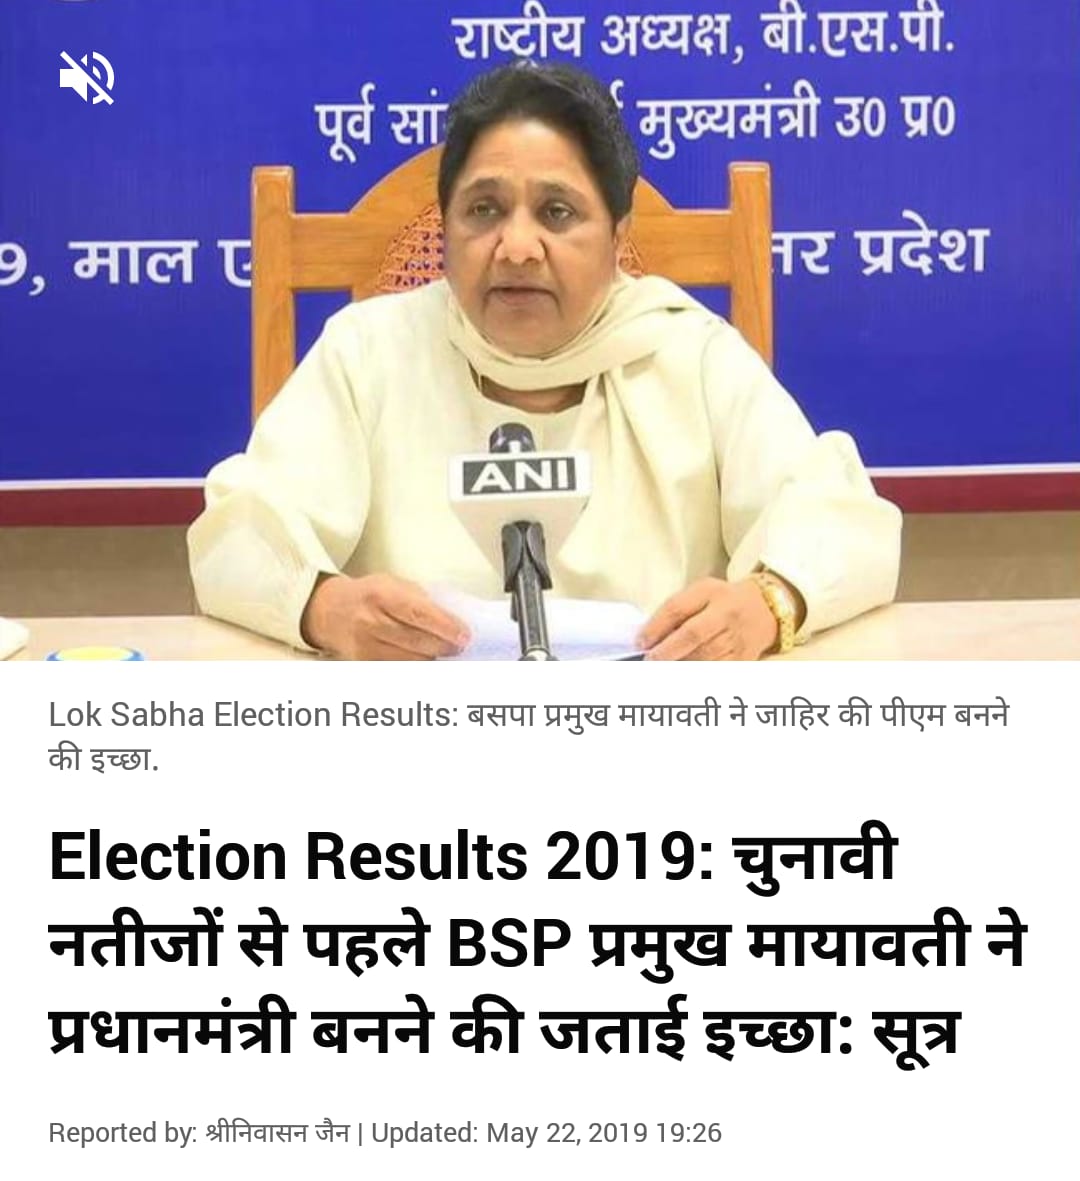 राष्ट्रीय अध्यक्ष, बी.एस.पी.
पूर्व सां मुख्यमंत्री उ0 प्र0
9, माल ए
तर प्रदेश
ANI
Lok Sabha Election Results: बसपा प्रमुख मायावती ने जाहिर की पीएम बनने
की इच्छा.
Election Results 2019: चुनावी
नतीजों से पहले BSP प्रमुख मायावती ने
प्रधानमंत्री बनने की जताई इच्छा: सूत्र
Reported by: श्रीनिवासन जैन | Updated: May 22, 2019 19:26